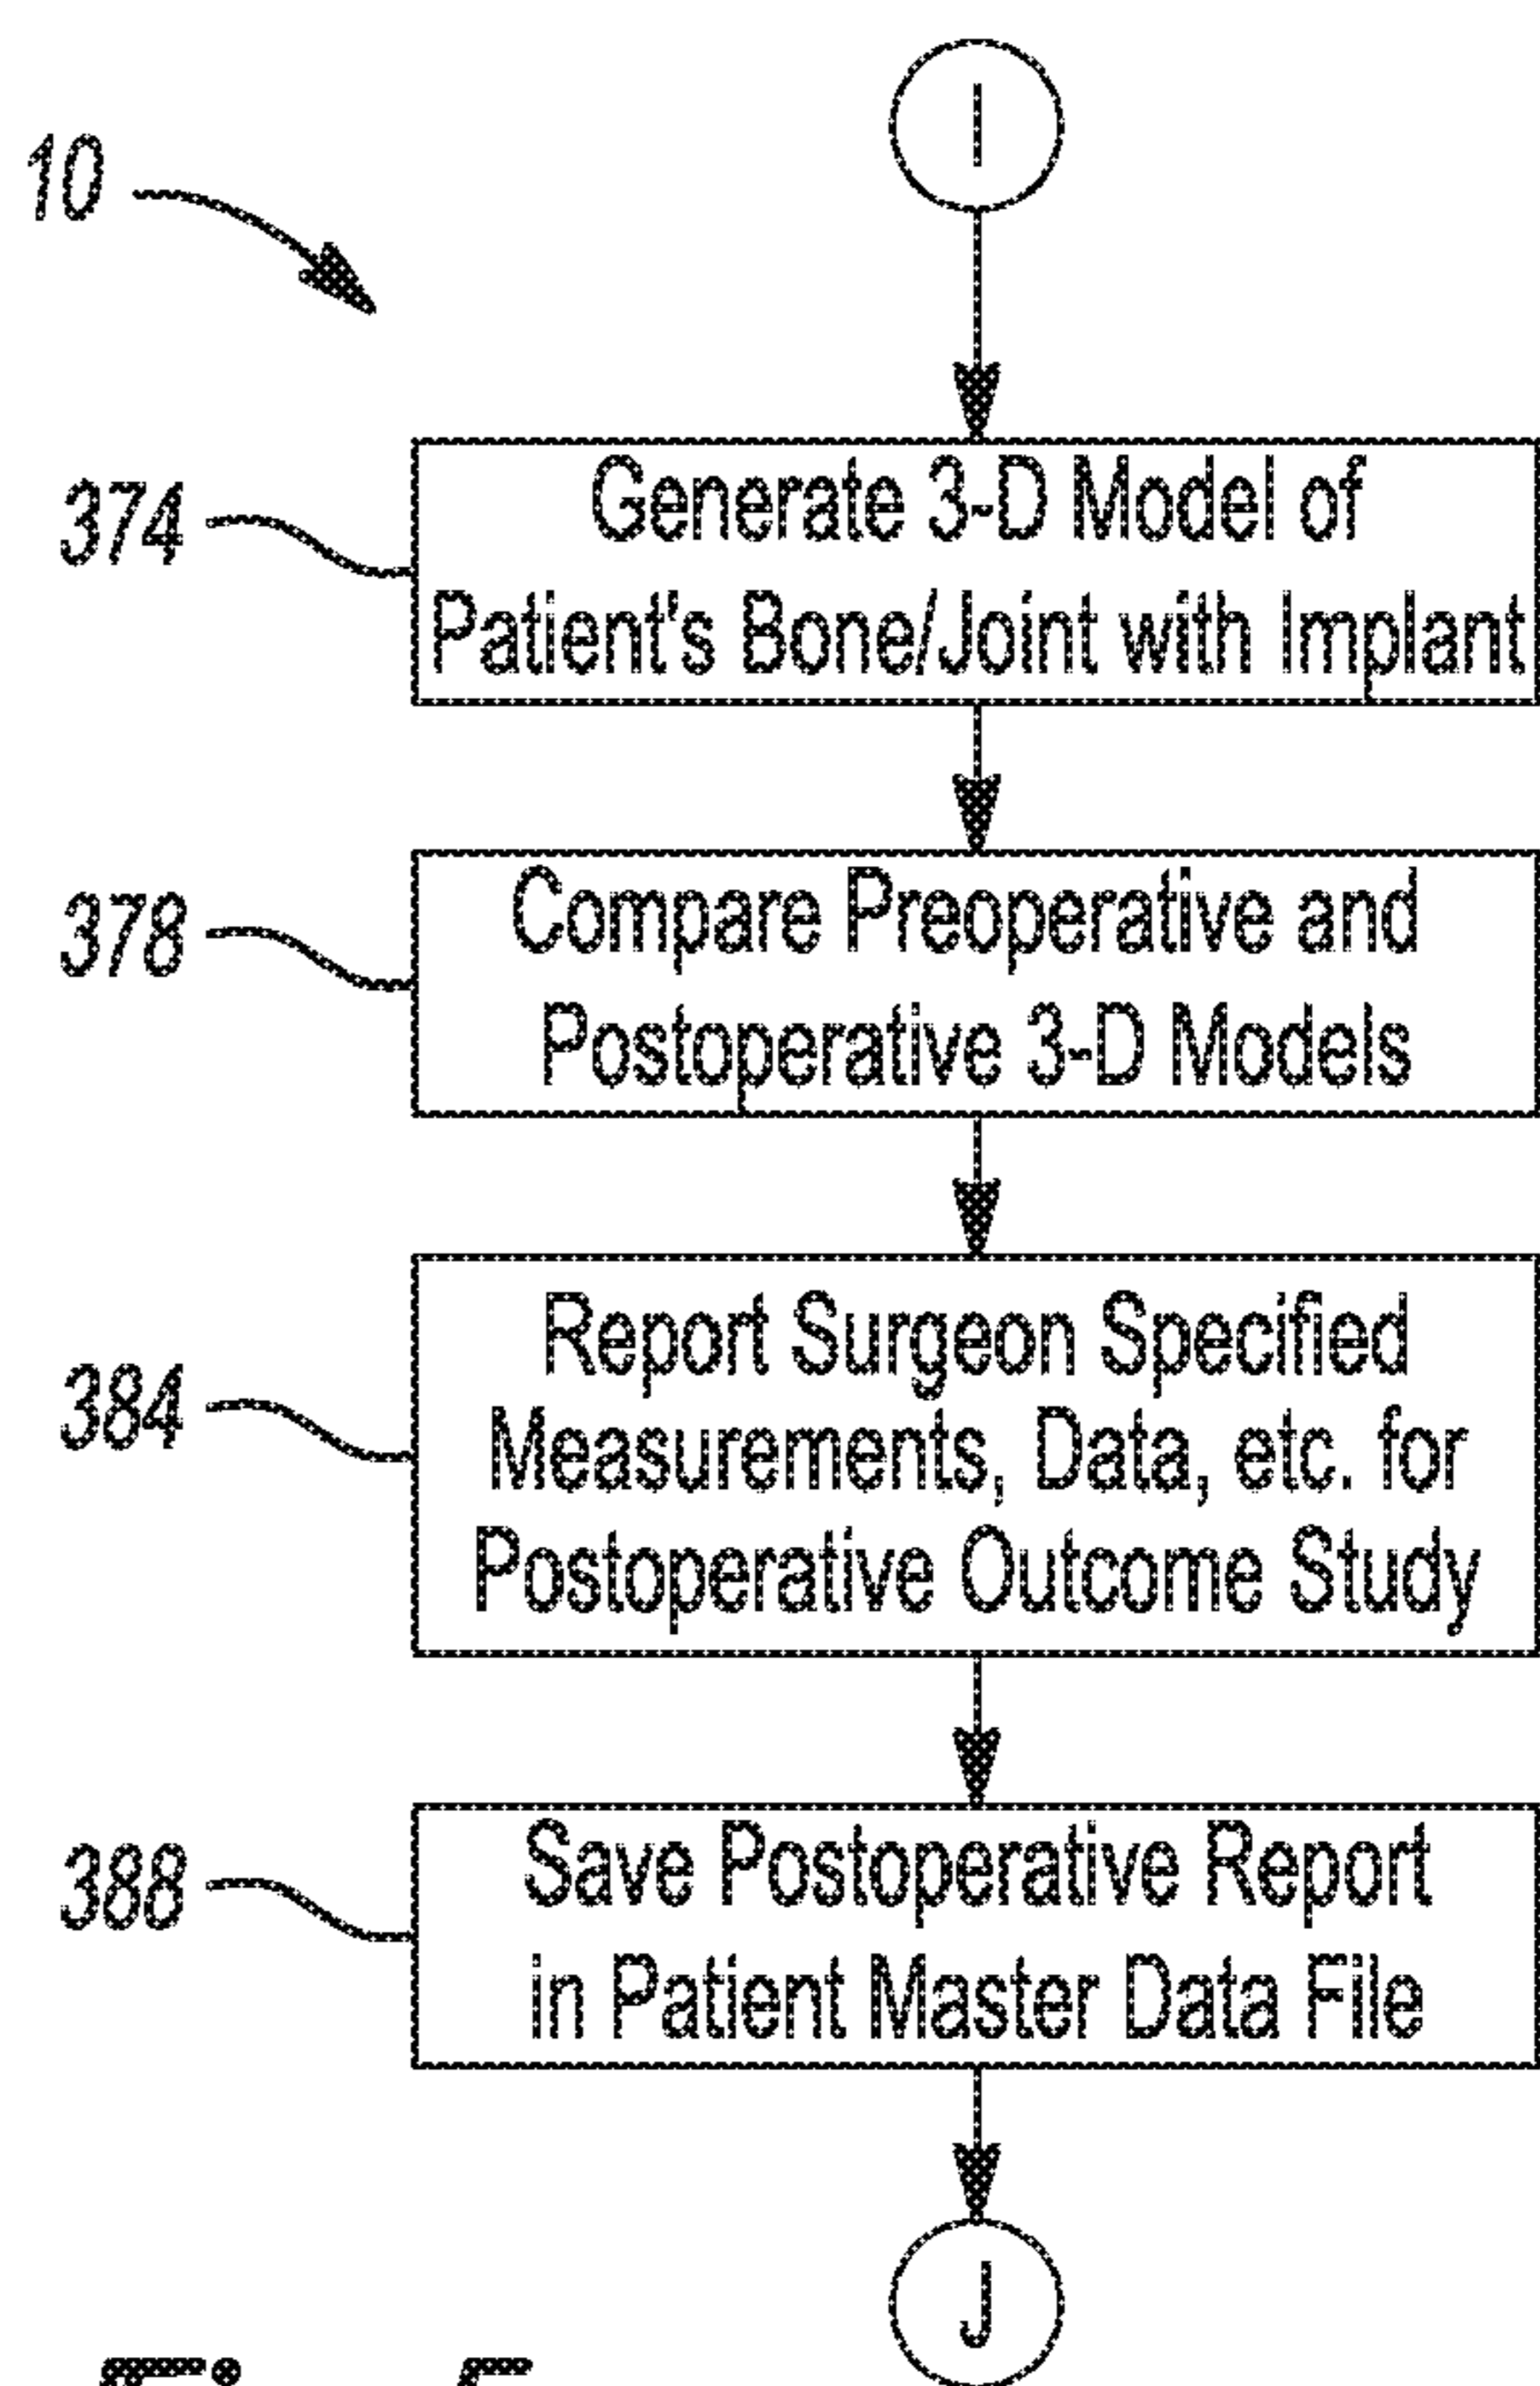 I
10
374
Generate 3-D Model of
Patient's Bone/Joint with Implant
378
Compare Preoperative and
Postoperative 3-D Models
384
Report Surgeon Specified
Measurements, Data, etc. for
Postoperative Outcome Study
388
Save Postoperative Report
in Patient Master Data File
J